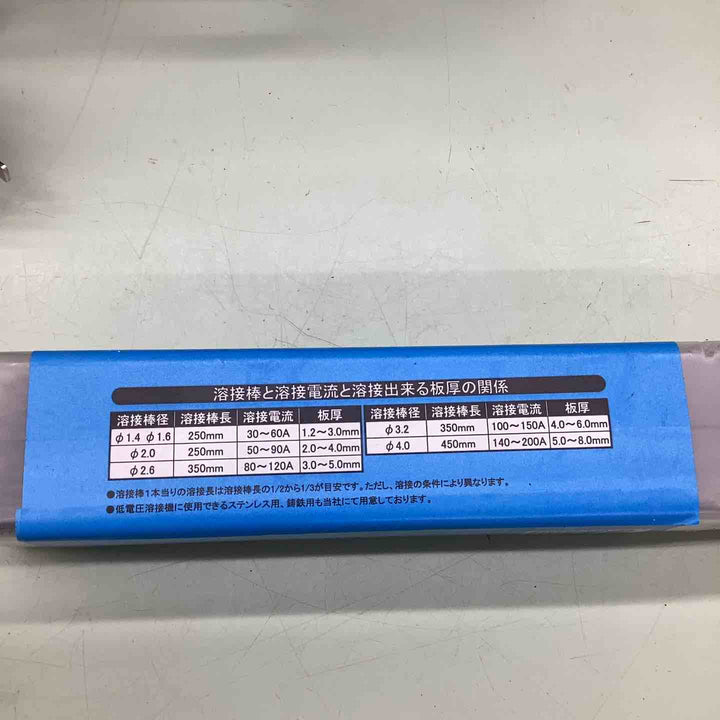 溶接棒と溶接電流と溶接出来る板厚の関係
溶接棒径 溶接棒長 溶接電流 板厚
φ1.4 φ1.6 250mm 30〜60A 1.2〜3.0mm
φ2.0 250mm 50〜90A 2.0〜4.0mm
φ2.6 350mm 80〜120A 3.0〜5.0mm
溶接棒径 溶接棒長 溶接電流 板厚
φ3.2 350mm 100〜150A 4.0〜6.0mm
φ4.0 450mm 140〜200A 5.0〜8.0mm
●溶接棒1本当りの溶接長は溶接棒長の1/2から1/3が目安です。ただし、溶接の条件により異なります。
●低電圧溶接機に使用できるステンレス用、鋳鉄用も当社にて用意しております。